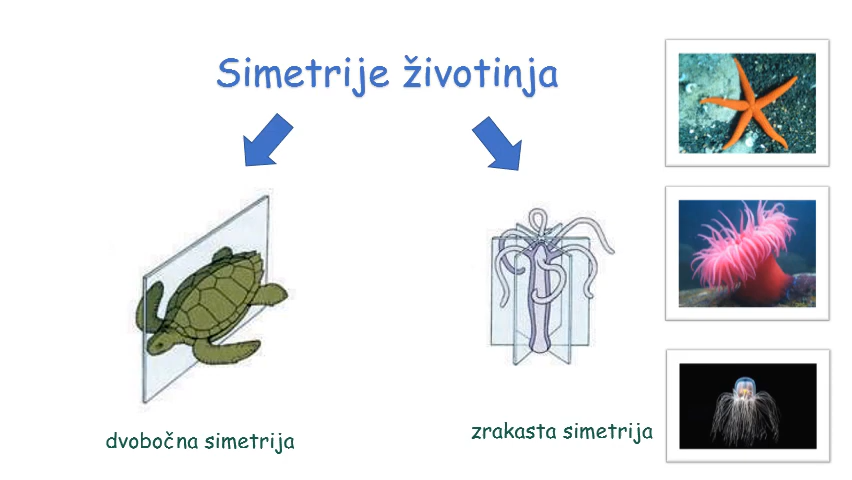 Simetrije životinja
dvobočna simetrija
zrakasta simetrija